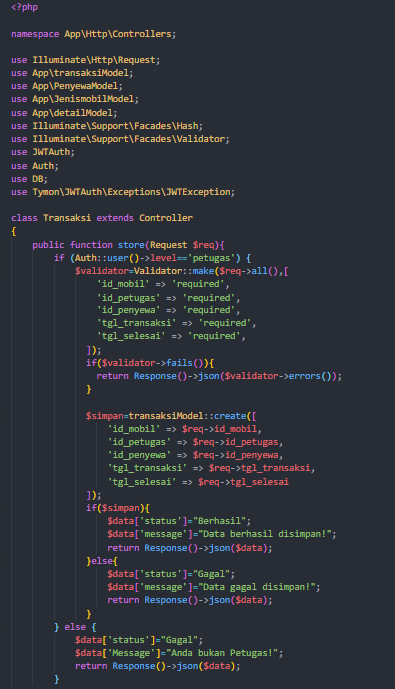 <?php
namespace App\Http\Controllers;
use Illuminate\Http\Request;
use App\transaksiModel;
use App\PenyewaModel;
use App\JenismobilModel;
use App\detailModel;
use Illuminate\Support\Facades\Hash;
use Illuminate\Support\Facades\Validator;
use JWTAuth;
use Auth;
use DB;
use Tymon\JWTAuth\Exceptions\JWTException;
class Transaksi extends Controller
{
    public function store(Request $req){
        if (Auth::user()->level=='petugas') {
            $validator=Validator::make($req->all(),[
                'id_mobil' => 'required',
                'id_petugas' => 'required',
                'id_penyewa' => 'required',
                'tgl_transaksi' => 'required',
                'tgl_selesai' => 'required',
              ]);
              if($validator->fails()){
                return Response()->json($validator->errors());
              }
              $simpan=transaksiModel::create([
                  'id_mobil' => $req->id_mobil,
                  'id_petugas' => $req->id_petugas,
                  'id_penyewa' => $req->id_penyewa,
                  'tgl_transaksi' => $req->tgl_transaksi,
                  'tgl_selesai' => $req->tgl_selesai
              ]);
              if($simpan){
                  $data['status']="Berhasil";
                  $data['message']="Data berhasil disimpan!";
                  return Response()->json($data);
              }else{
                  $data['status']="Gagal";
                  $data['message']="Data gagal disimpan!";
                  return Response()->json($data);
              }
        } else {
            $data['status']="Gagal";
            $data['Message']="Anda bukan Petugas!";
            return Response()->json($data);
        }